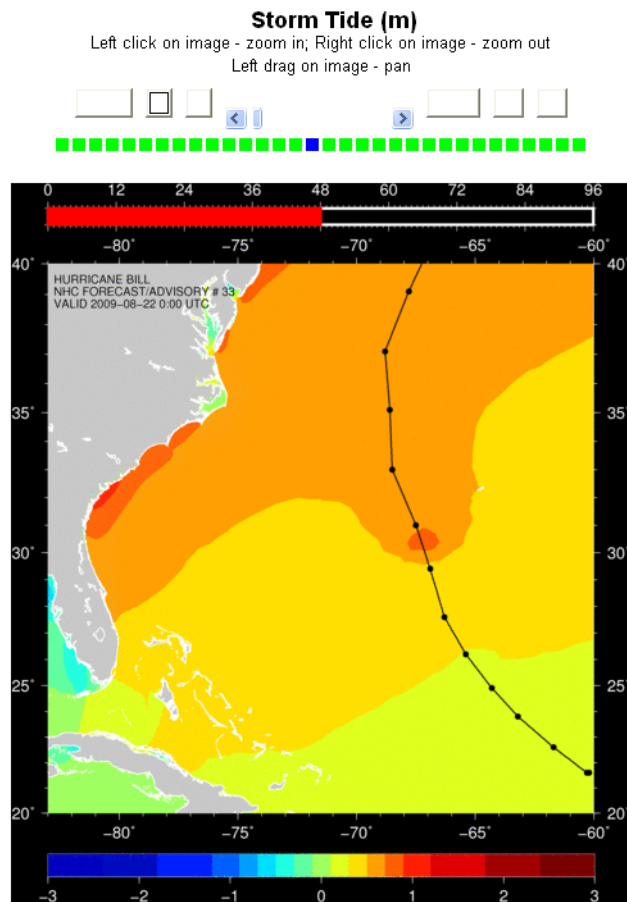 Storm Tide (m)
Left click on image - zoom in; Right click on image - zoom out
Left drag on image - pan
0 12 24 36 48 60 72 84 96
−80° −75° −70° −65° −60°
40° 40°
HURRICANE BILL
NHC FORECAST/ADVISORY # 33
VALID 2009−08−22 0:00 UTC
35° 35°
30° 30°
25° 25°
20° 20°
−80° −75° −70° −65° −60°
−3 −2 −1 0 1 2 3